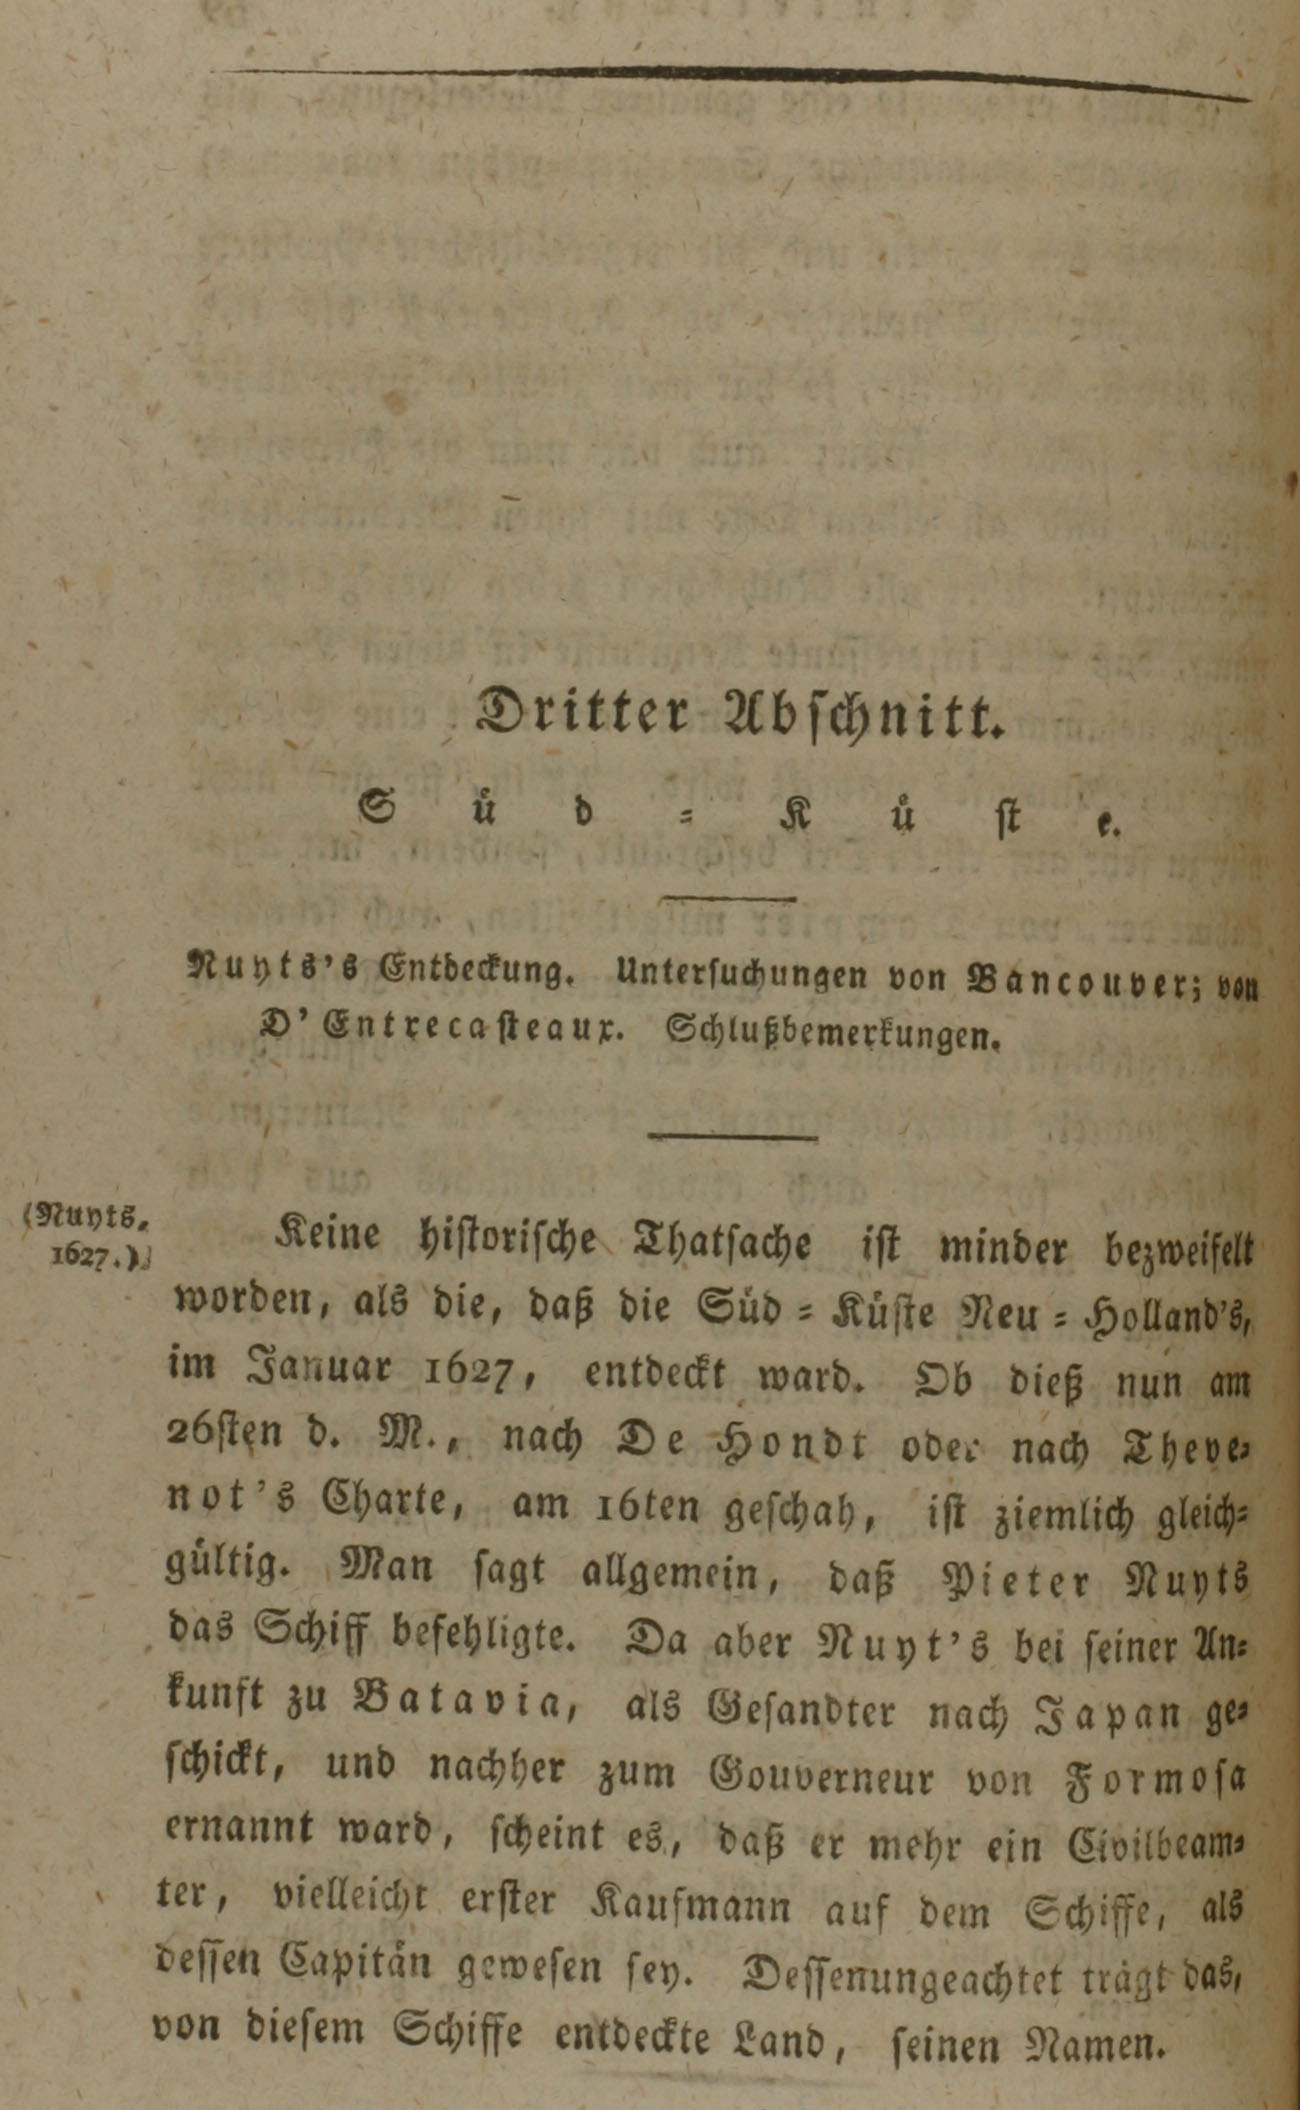 Dritter Abschnitt.
Süd-Küste.
Nuyts's Entdeckung. Untersuchungen von Vancouver; von
D'Entrecasteaux. Schlußbemerkungen.
(Nuyts,
1627.)
Keine historische Thatsache ist minder bezweifelt
worden, als die, daß die Süd-Küste Neu-Holland's,
im Januar 1627, entdeckt ward. Ob dieß nun am
26sten d. M., nach De Hondt oder nach Theve-
not's Charte, am 16ten geschah, ist ziemlich gleich-
gültig. Man sagt allgemein, daß Pieter Nuyts
das Schiff befehligte. Da aber Nuyt's bei seiner An-
kunft zu Batavia, als Gesandter nach Japan ge-
schickt, und nachher zum Gouverneur von Formosa
ernannt ward, scheint es, daß er mehr ein Civilbeam-
ter, vielleicht erster Kaufmann auf dem Schiffe, als
dessen Capitän gewesen sey. Dessenungeachtet trägt das,
von diesem Schiffe entdeckte Land, seinen Namen.